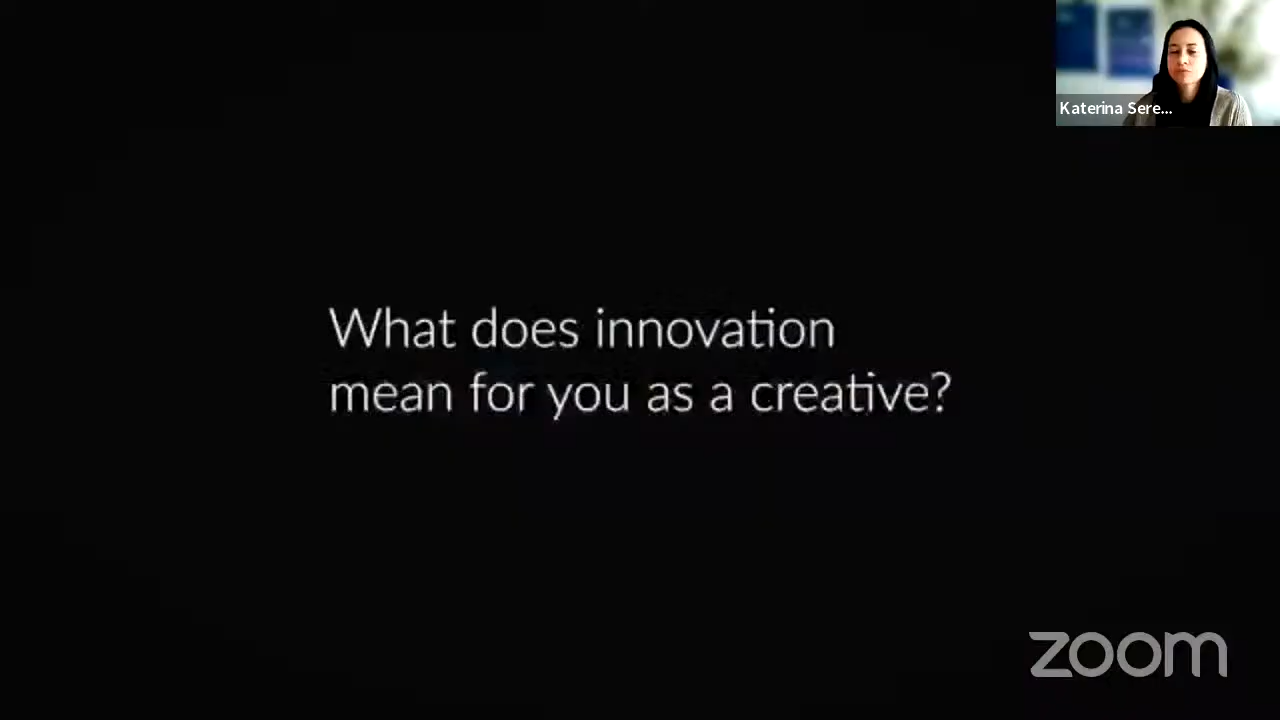 Katerina Sere...
What does innovation
mean for you as a creative?
zoom